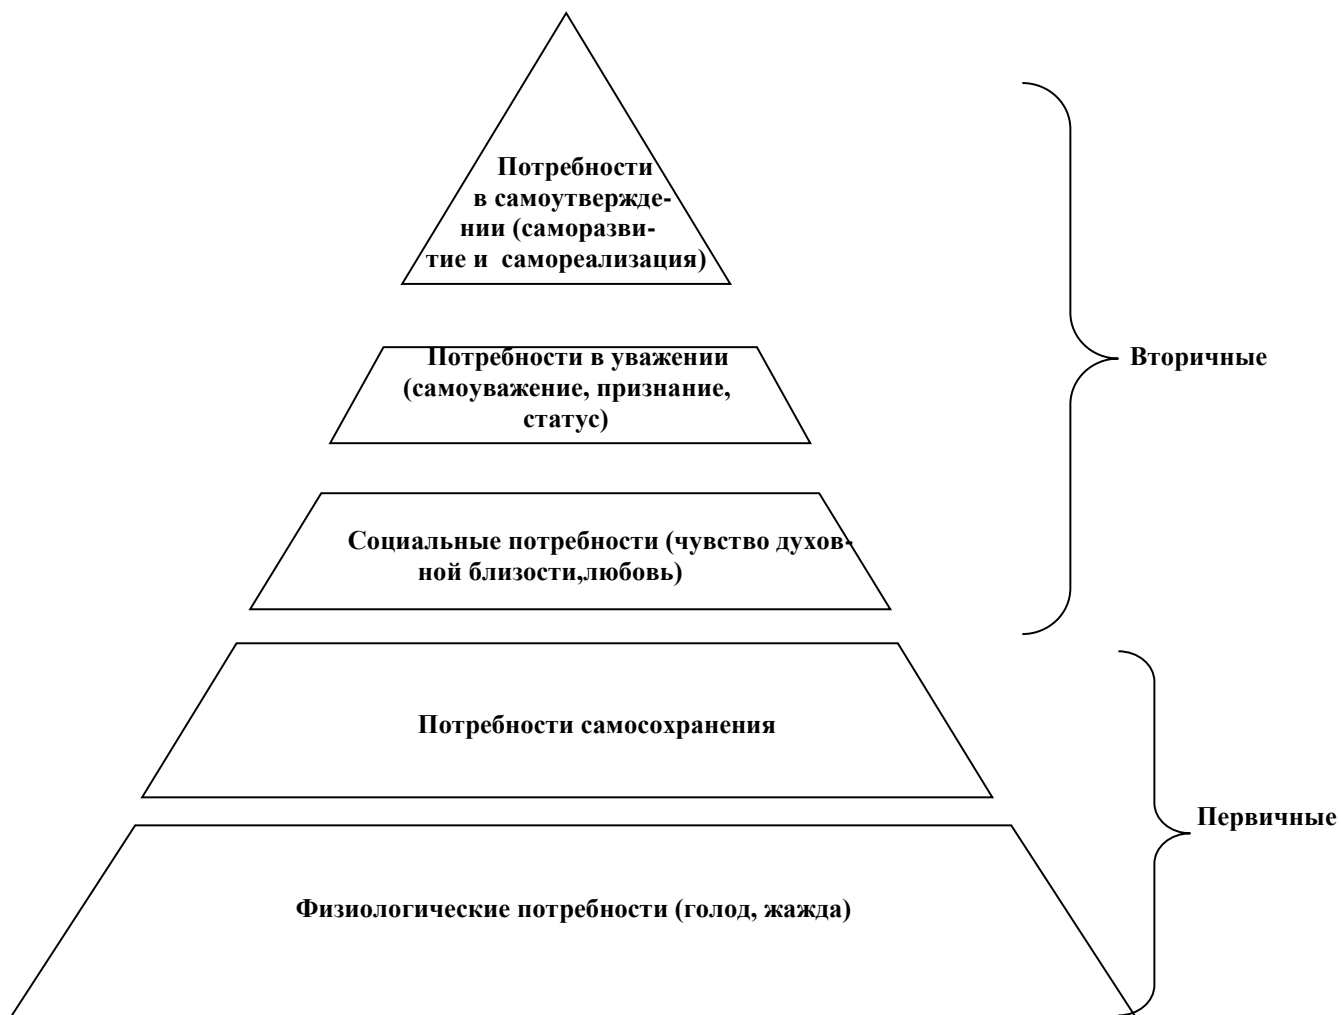 Потребности
в самоутвержде-
нии (саморазви-
тие и самореализация)
Потребности в уважении
(самоуважение, признание,
статус)
Вторичные
Социальные потребности (чувство духов-
ной близости,любовь)
Потребности самосохранения
Первичные
Физиологические потребности (голод, жажда)